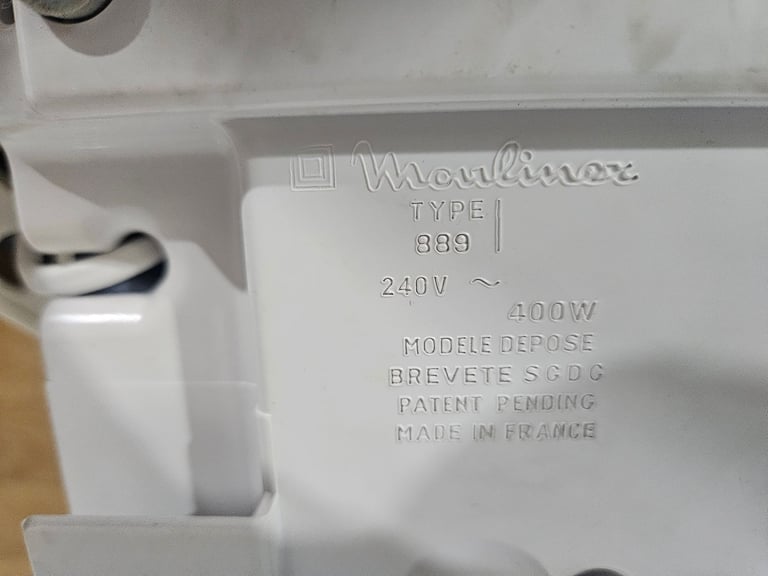 Moulinex
TYPE
889
240V ~
400W
MODELE DEPOSE
BREVETE SGDG
PATENT PENDING
MADE IN FRANCE